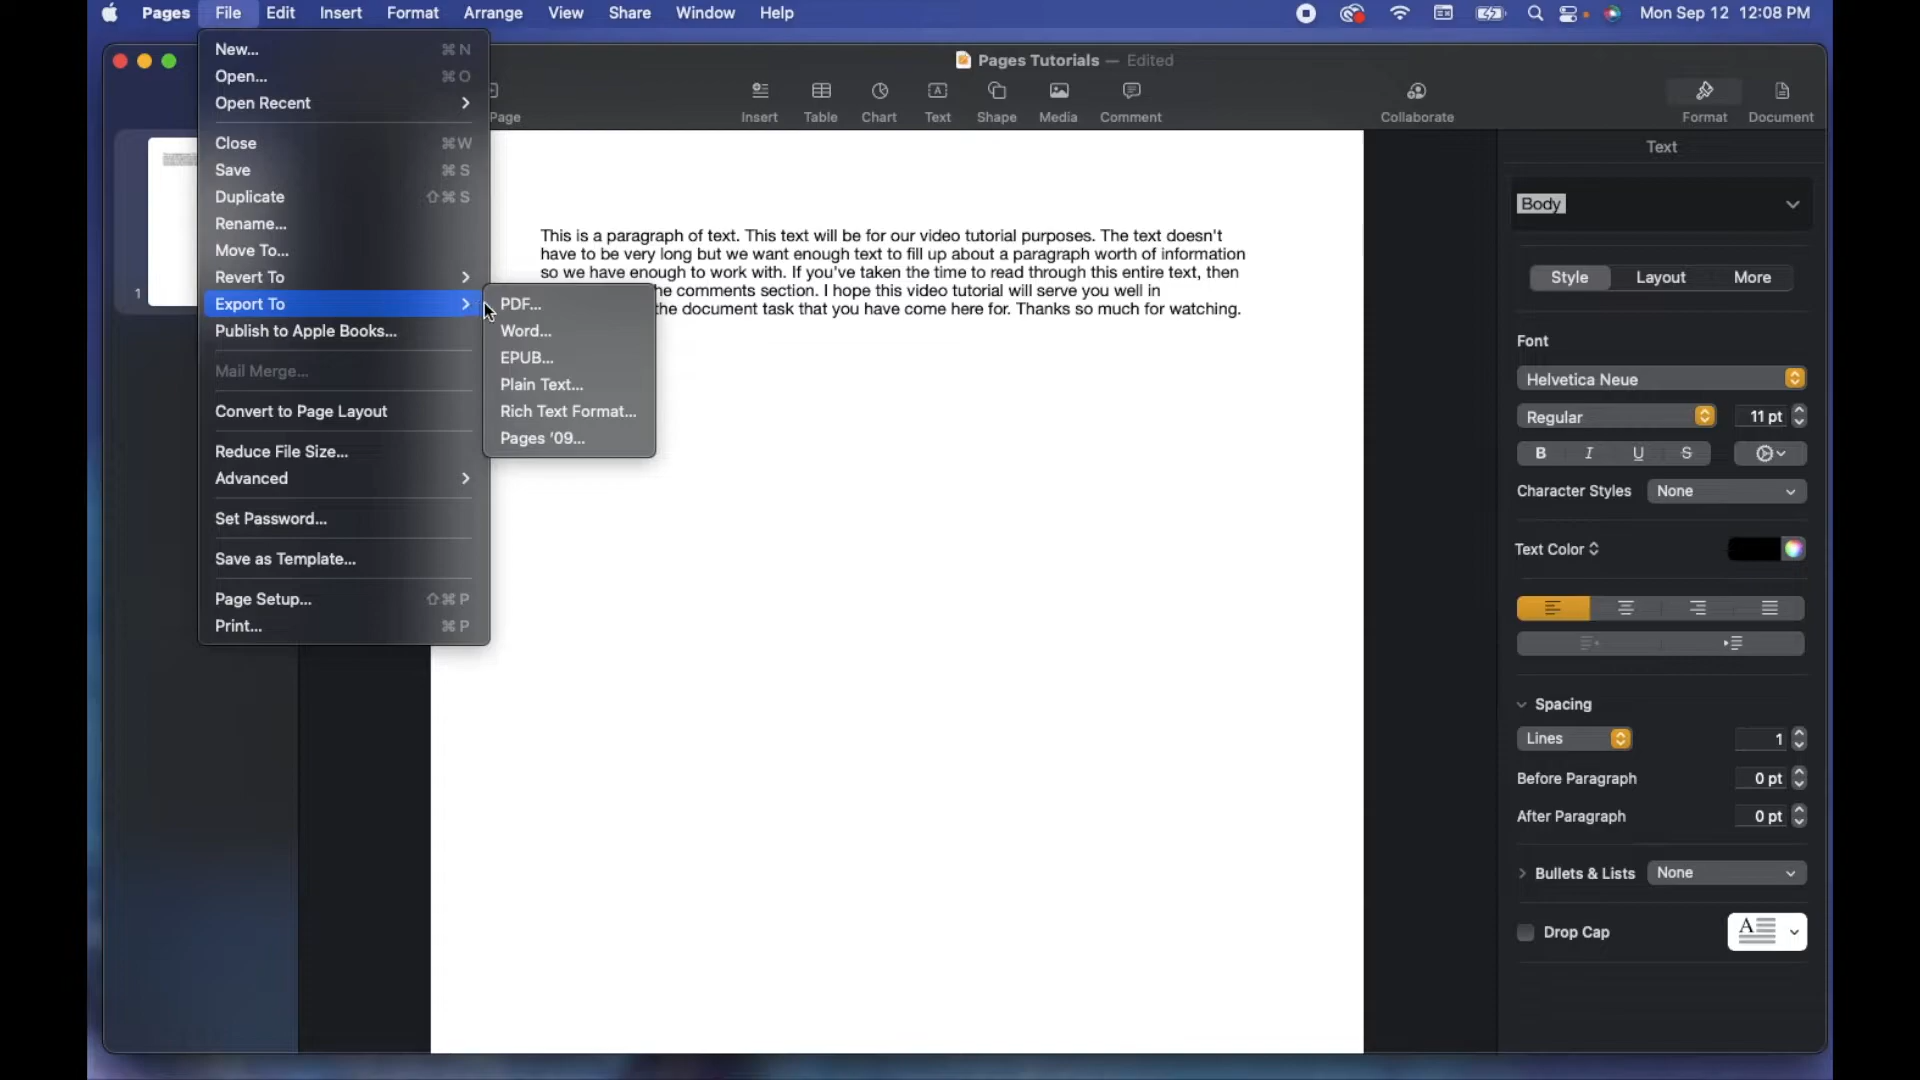 Pages File Edit Insert Format Arrange View Share Window Help Mon Sep 12 12:08 PM
Pages Tutorials — Edited
Page Insert Table Chart Text Shape Media Comment Collaborate Format Document
New... ⌘ N
Open... ⌘ O
Open Recent >
Close ⌘ W
Save ⌘ S
Duplicate ⇧ ⌘ S
Rename...
Move To...
Revert To >
Export To >
Publish to Apple Books...
Mail Merge...
Convert to Page Layout
Reduce File Size...
Advanced >
Set Password...
Save as Template...
Page Setup... ⇧ ⌘ P
Print... ⌘ P
PDF...
Word...
EPUB...
Plain Text...
Rich Text Format...
Pages '09...
1
This is a paragraph of text. This text will be for our video tutorial purposes. The text doesn't
have to be very long but we want enough text to fill up about a paragraph worth of information
so we have enough to work with. If you've taken the time to read through this entire text, then
he comments section. I hope this video tutorial will serve you well in
the document task that you have come here for. Thanks so much for watching.
Text
Body
Style Layout More
Font
Helvetica Neue
Regular 11 pt
B I U S
Character Styles None
Text Color
Spacing
Lines 1
Before Paragraph 0 pt
After Paragraph 0 pt
Bullets & Lists None
Drop Cap A